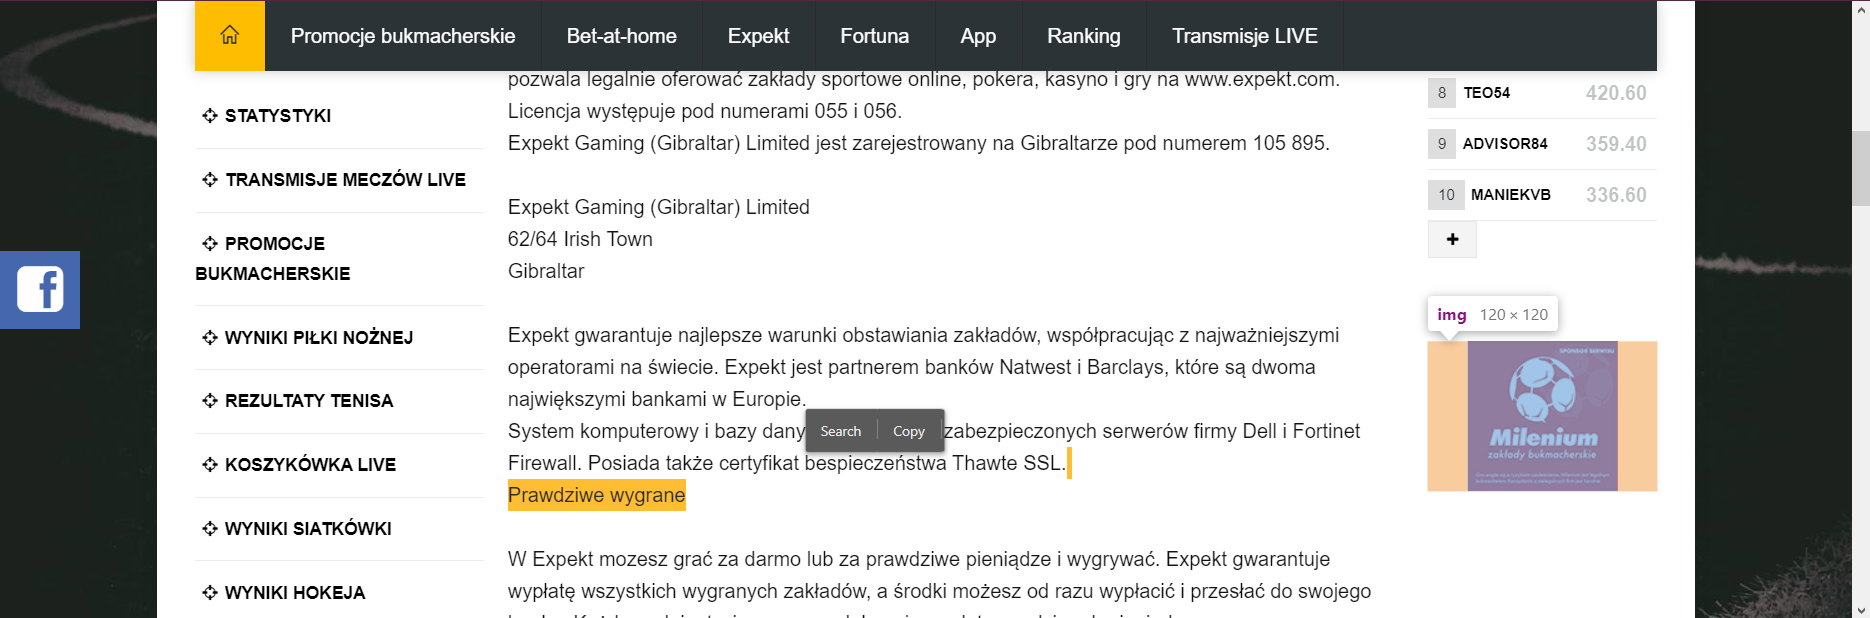 Promocje bukmacherskie
Bet-at-home
Expekt
Fortuna
App
Ranking
Transmisje LIVE
STATYSTYKI
TRANSMISJE MECZÓW LIVE
PROMOCJE
BUKMACHERSKIE
WYNIKI PIŁKI NOŻNEJ
REZULTATY TENISA
KOSZYKÓWKA LIVE
WYNIKI SIATKÓWKI
WYNIKI HOKEJA
pozwala legalnie oferować zakłady sportowe online, pokera, kasyno i gry na www.expekt.com.
Licencja występuje pod numerami 055 i 056.
Expekt Gaming (Gibraltar) Limited jest zarejestrowany na Gibraltarze pod numerem 105 895.
Expekt Gaming (Gibraltar) Limited
62/64 Irish Town
Gibraltar
Expekt gwarantuje najlepsze warunki obstawiania zakładów, współpracując z najważniejszymi
operatorami na świecie. Expekt jest partnerem banków Natwest i Barclays, które są dwoma
największymi bankami w Europie.
System komputerowy i bazy dany
Search
Copy
zabezpieczonych serwerów firmy Dell i Fortinet
Firewall. Posiada także certyfikat bespieczeństwa Thawte SSL.
Prawdziwe wygrane
W Expekt mozesz grać za darmo lub za prawdziwe pieniądze i wygrywać. Expekt gwarantuje
wypłatę wszystkich wygranych zakładów, a środki możesz od razu wypłacić i przesłać do swojego
8 TEO54 420.60
9 ADVISOR84 359.40
10 MANIEKVB 336.60
+
img 120 × 120
SPONSOR SERWISU
Milenium
zakłady bukmacherskie